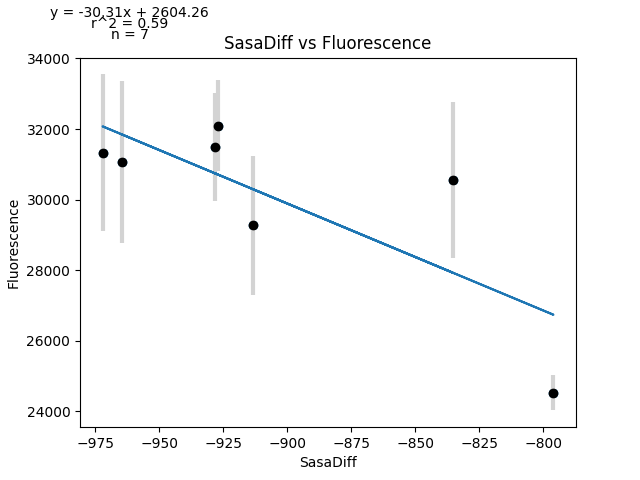 y = -30.31x + 2604.26
r^2 = 0.59
n = 7
SasaDiff vs Fluorescence
34000
32000
30000
28000
26000
24000
Fluorescence
−975 −950 −925 −900 −875 −850 −825 −800
SasaDiff